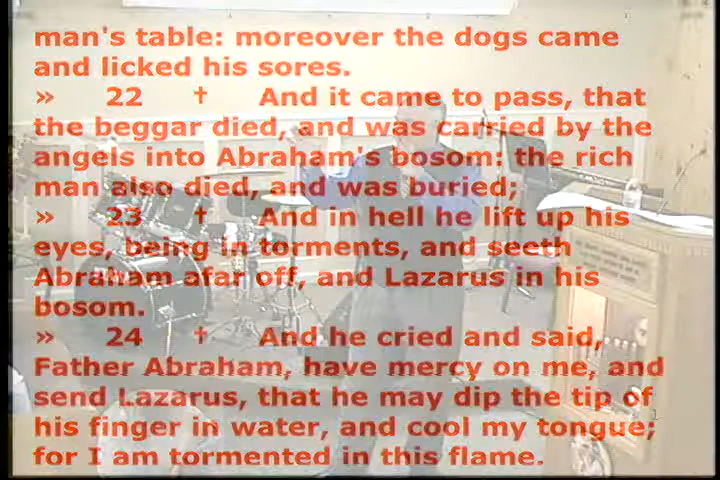 man's table: moreover the dogs came
and licked his sores.
» 22 † And it came to pass, that
the beggar died, and was carried by the
angels into Abraham's bosom: the rich
man also died, and was buried;
» 23 † And in hell he lift up his
eyes, being in torments, and seeth
Abraham afar off, and Lazarus in his
bosom.
» 24 † And he cried and said,
Father Abraham, have mercy on me, and
send Lazarus, that he may dip the tip of
his finger in water, and cool my tongue;
for I am tormented in this flame.